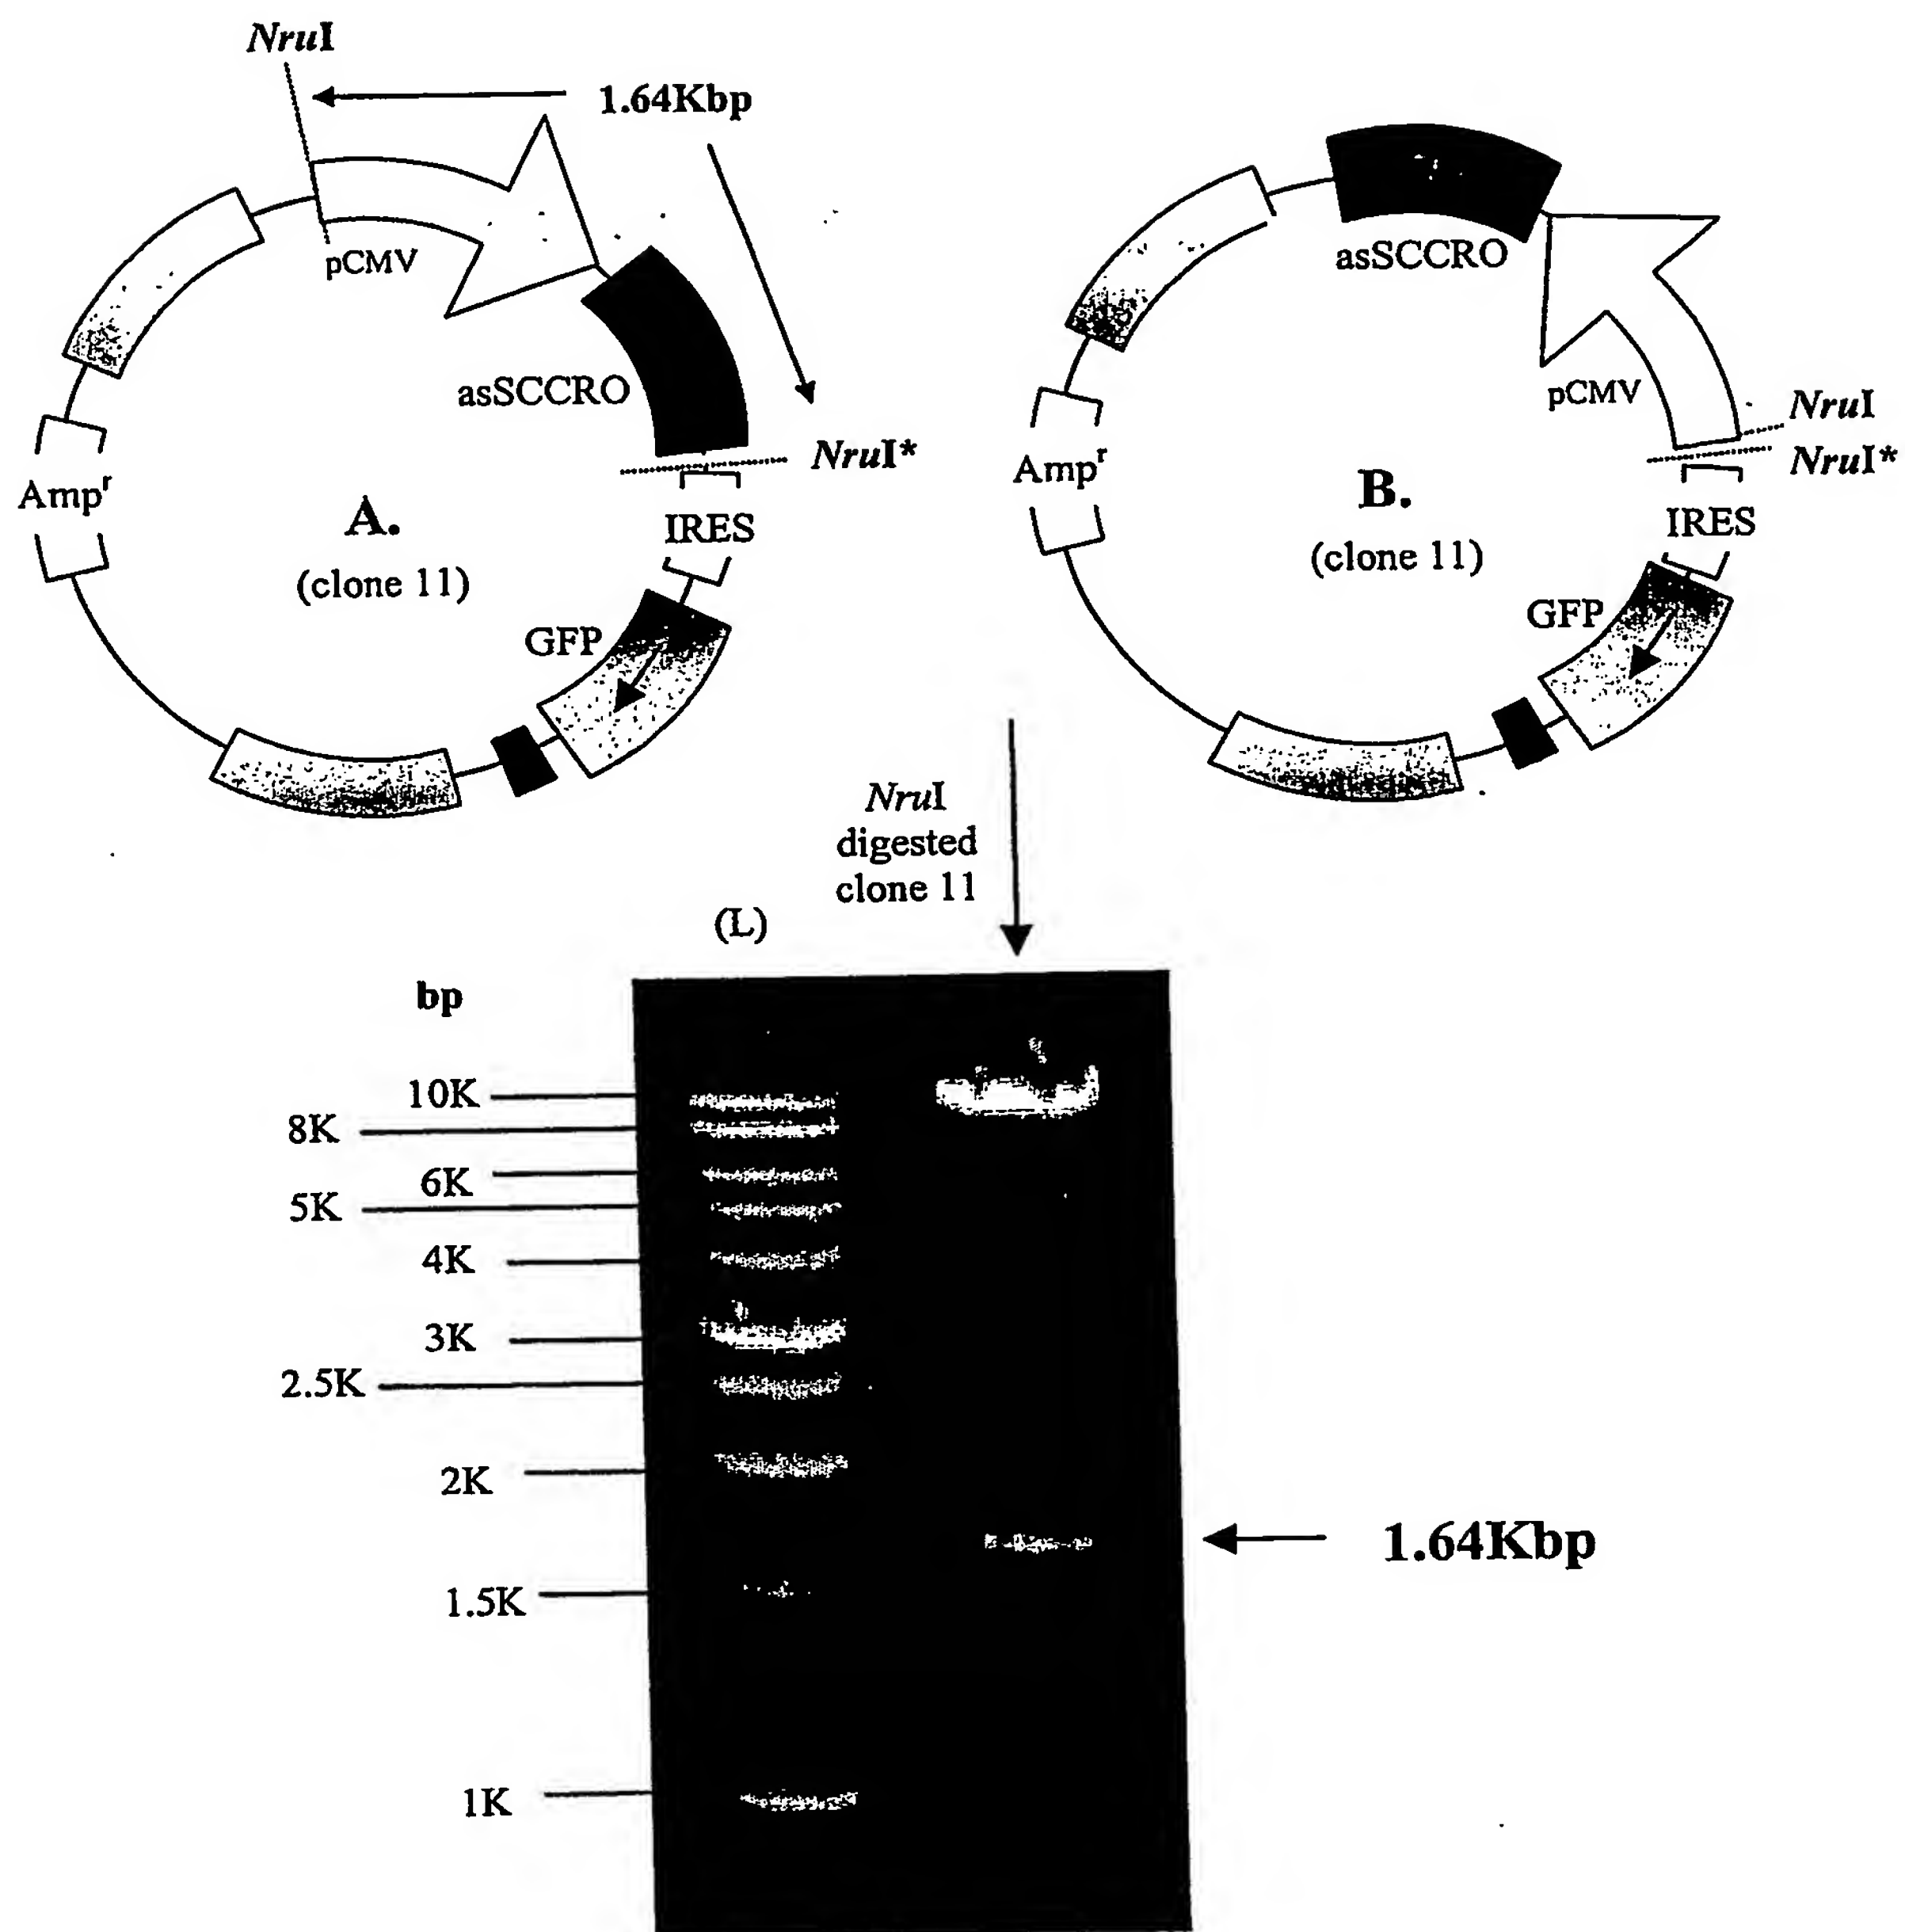 NruI
1.64Kbp
pCMV
asSCCRO
NruI*
Ampʳ
A.
(clone 11)
IRES
GFP
asSCCRO
pCMV
NruI
NruI*
Ampʳ
B.
(clone 11)
IRES
GFP
NruI
digested
clone 11
(L)
bp
10K
8K
6K
5K
4K
3K
2.5K
2K
1.64Kbp
1.5K
1K